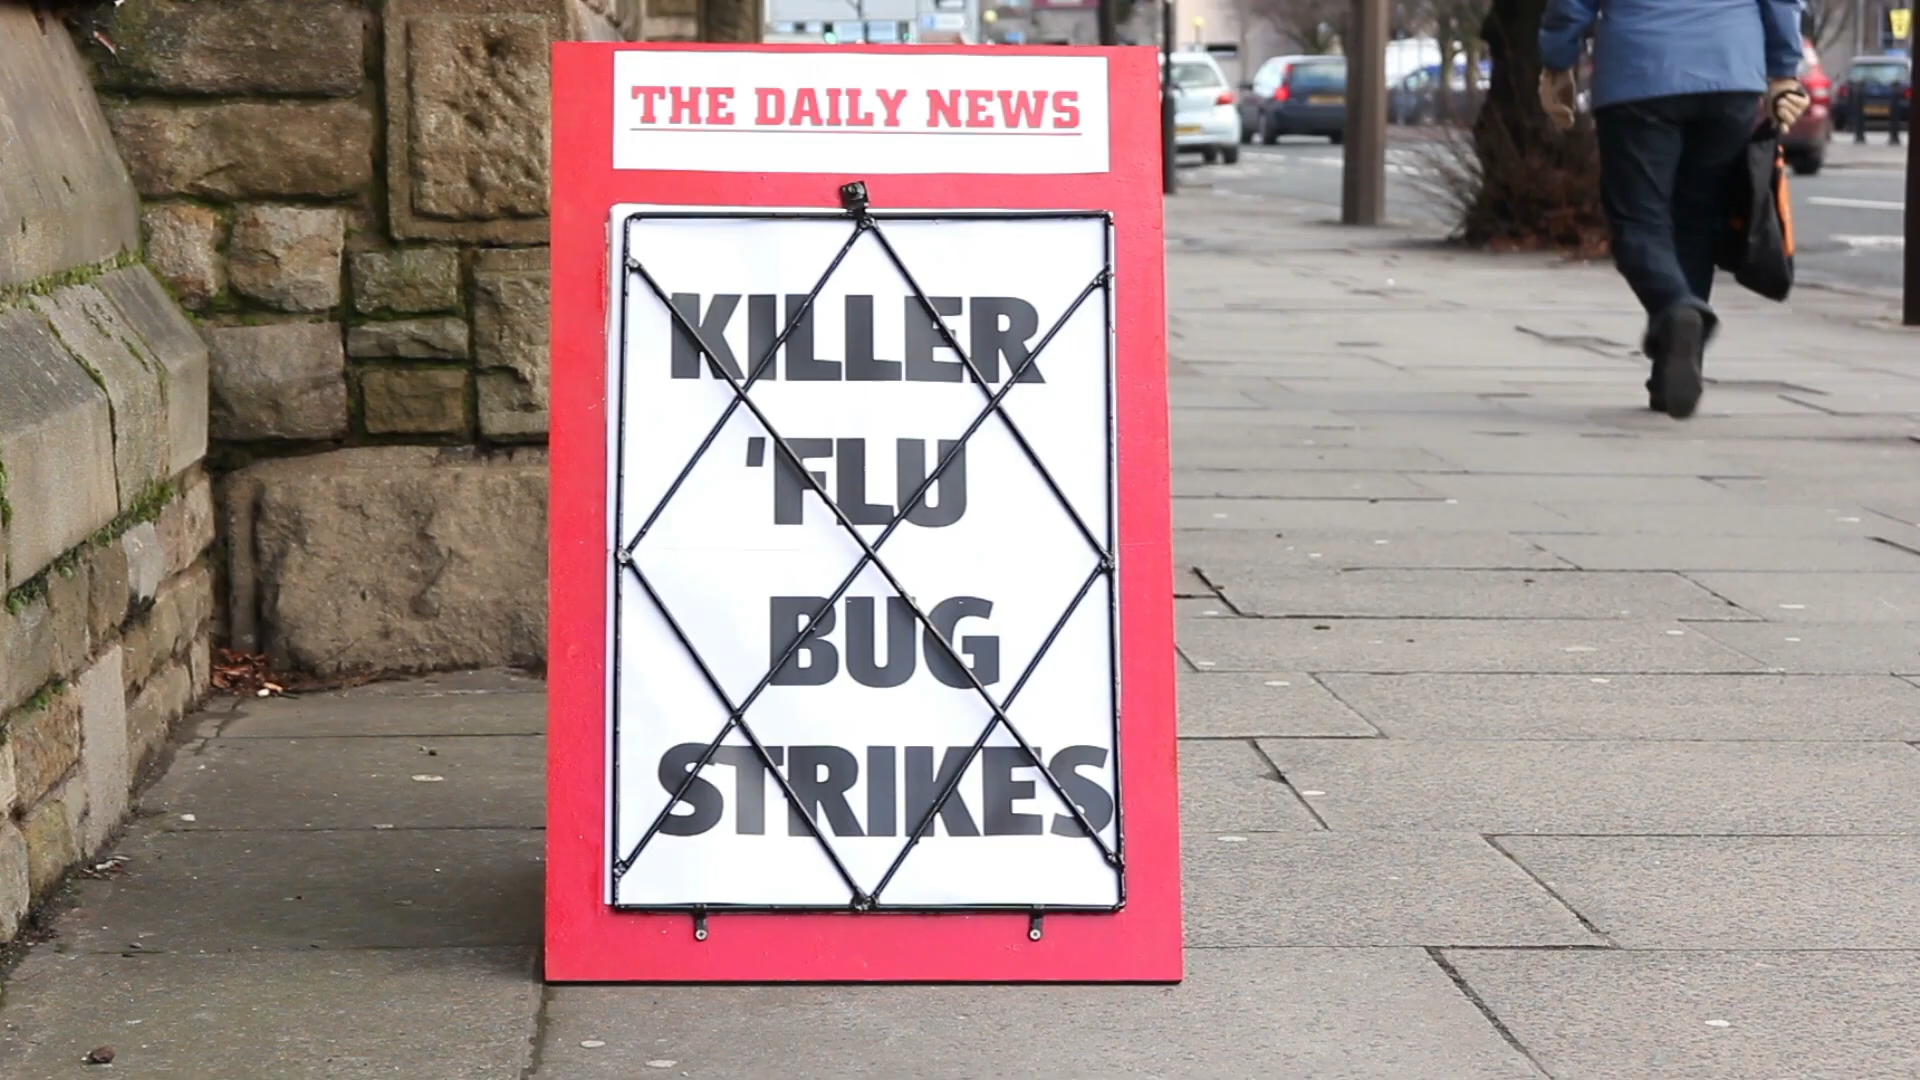 THE DAILY NEWS
KILLER
'FLU
BUG
STRIKES